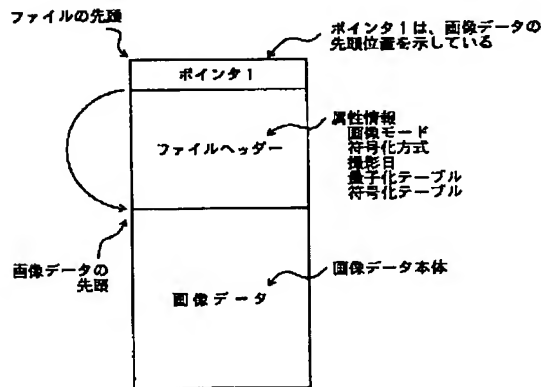 ファイルの先頭
ポインタ1は、画像データの
先頭位置を示している
ポインタ1
属性情報
画像モード
符号化方式
撮影日
量子化テーブル
符号化テーブル
ファイルヘッダー
画像データの
先頭
画像データ本体
画像データ